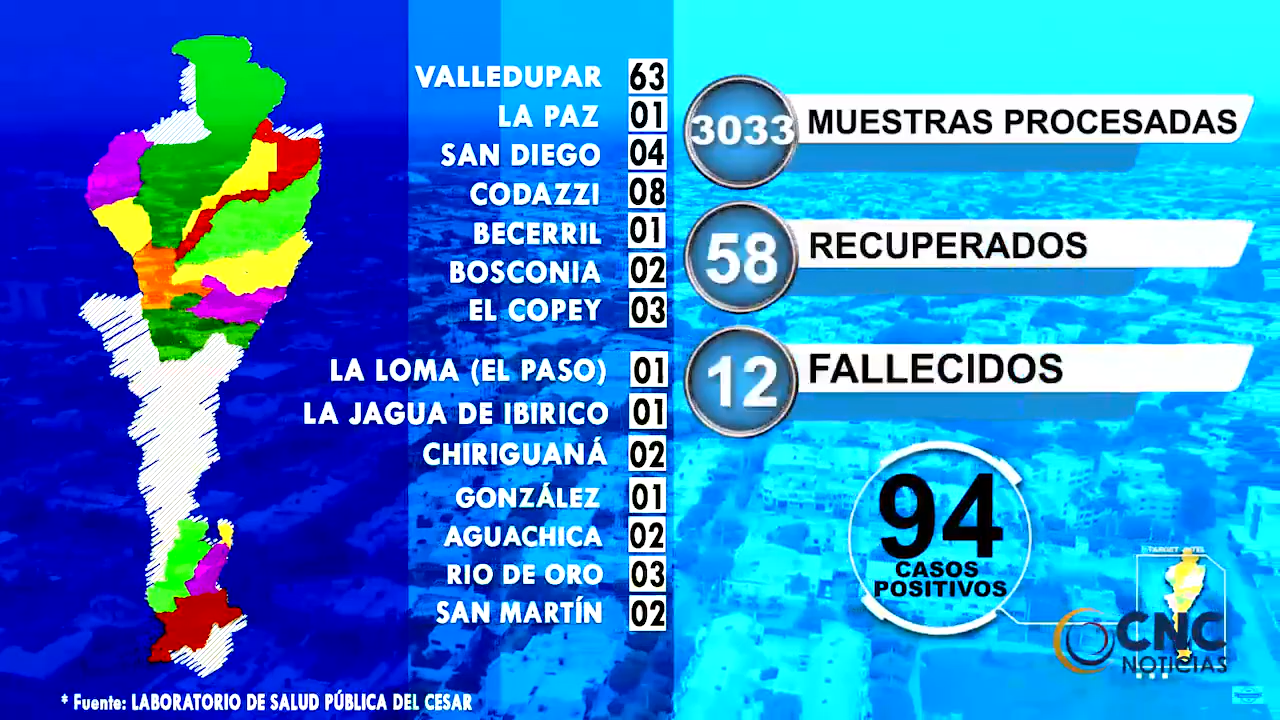 VALLEDUPAR 63
LA PAZ 01
SAN DIEGO 04
CODAZZI 08
BECERRIL 01
BOSCONIA 02
EL COPEY 03
LA LOMA (EL PASO) 01
LA JAGUA DE IBIRICO 01
CHIRIGUANÁ 02
GONZÁLEZ 01
AGUACHICA 02
RIO DE ORO 03
SAN MARTÍN 02
* Fuente: LABORATORIO DE SALUD PÚBLICA DEL CESAR
3033 MUESTRAS PROCESADAS
58 RECUPERADOS
12 FALLECIDOS
94
CASOS
POSITIVOS
CNC
NOTICIAS